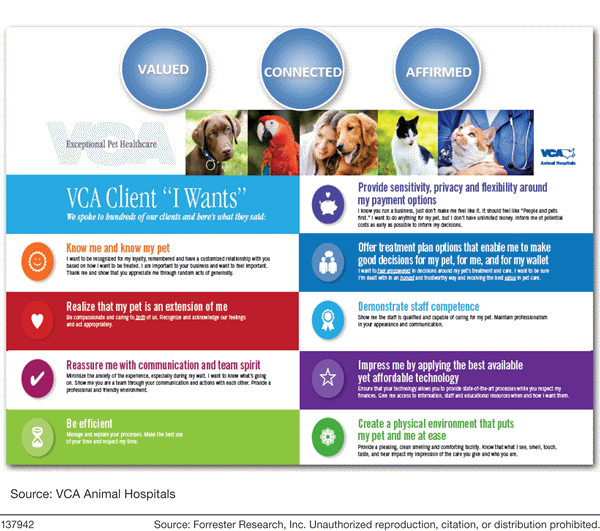 VALUED
CONNECTED
AFFIRMED
VCA
Exceptional Pet Healthcare
VCA
Animal Hospitals
VCA Client “I Wants”
We spoke to hundreds of our clients and here's what they said:
Know me and know my pet
I want to be recognized for my loyalty, remembered and have a customized relationship with you
based on how I want to be treated. I am important to your business and want to feel important.
Thank me and show that you appreciate me through random acts of generosity.
Realize that my pet is an extension of me
Be compassionate and caring to both of us. Recognize and acknowledge our feelings
and act appropriately.
Reassure me with communication and team spirit
Minimize the anxiety of the experience, especially during my wait. I want to know what's going
on. Show me you are a team through your communication and actions with each other. Provide a
professional and friendly environment.
Be efficient
Manage and explain your processes. Make the best use
of your time and respect my time.
Provide sensitivity, privacy and flexibility around
my payment options
I know you run a business, just don't make me feel like it. It should feel like "People and pets
first." I want to do anything for my pet, but I don't have unlimited money. Inform me of potential
costs as early as possible to inform my decisions.
Offer treatment plan options that enable me to make
good decisions for my pet, for me, and for my wallet
I want to feel empowered in decisions around my pet's treatment and care. I want to be sure
I'm dealt with in an honest and trustworthy way and receiving the best value in pet care.
Demonstrate staff competence
Show me the staff is qualified and capable of caring for my pet. Maintain professionalism
in your appearance and communication.
Impress me by applying the best available
yet affordable technology
Ensure that your technology allows you to provide state-of-the-art processes while you respect my
finances. Give me access to information, staff and educational resources when and how I want them.
Create a physical environment that puts
my pet and me at ease
Provide a pleasing, clean smelling and comforting facility. Know that what I see, smell, touch,
taste, and hear impact my impression of the care you give and who you are.
Source: VCA Animal Hospitals
137942
Source: Forrester Research, Inc. Unauthorized reproduction, citation, or distribution prohibited.